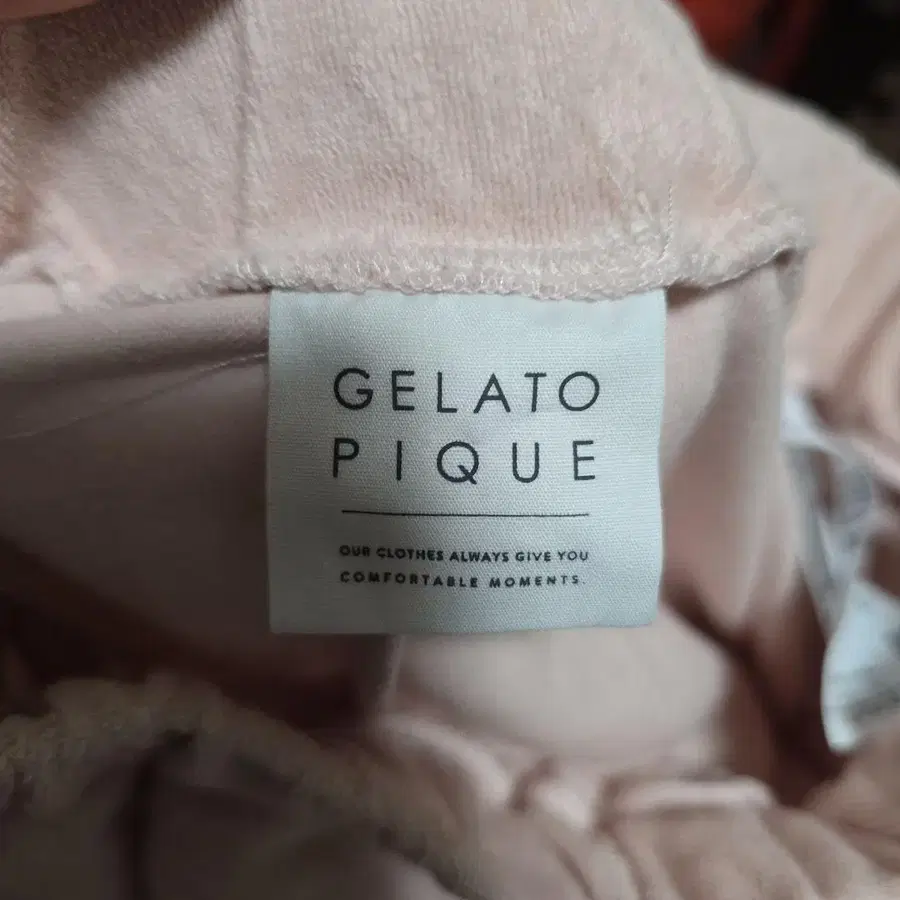 GELATO
PIQUE
OUR CLOTHES ALWAYS GIVE YOU
COMFORTABLE MOMENTS.